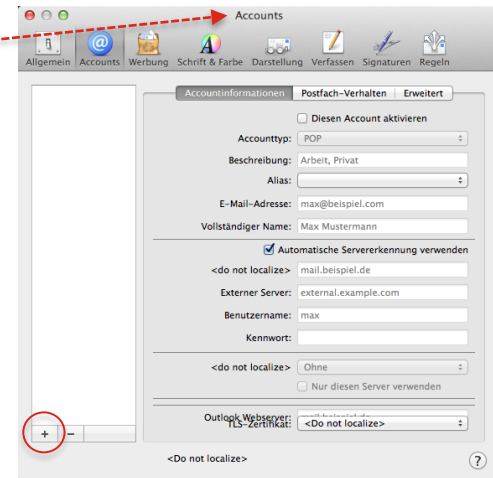 Accounts
Allgemein Accounts Werbung Schrift & Farbe Darstellung Verfassen Signaturen Regeln
Accountinformationen Postfach-Verhalten Erweitert
Diesen Account aktivieren
Accounttyp: POP
Beschreibung: Arbeit, Privat
Alias:
E-Mail-Adresse: max@beispiel.com
Vollständiger Name: Max Mustermann
Automatische Servererkennung verwenden
<do not localize> mail.beispiel.de
Externer Server: external.example.com
Benutzername: max
Kennwort:
<do not localize> Ohne
Nur diesen Server verwenden
Outlook Webserver:
TLS-Zertifikat: <Do not localize>
+ −
<Do not localize> ?